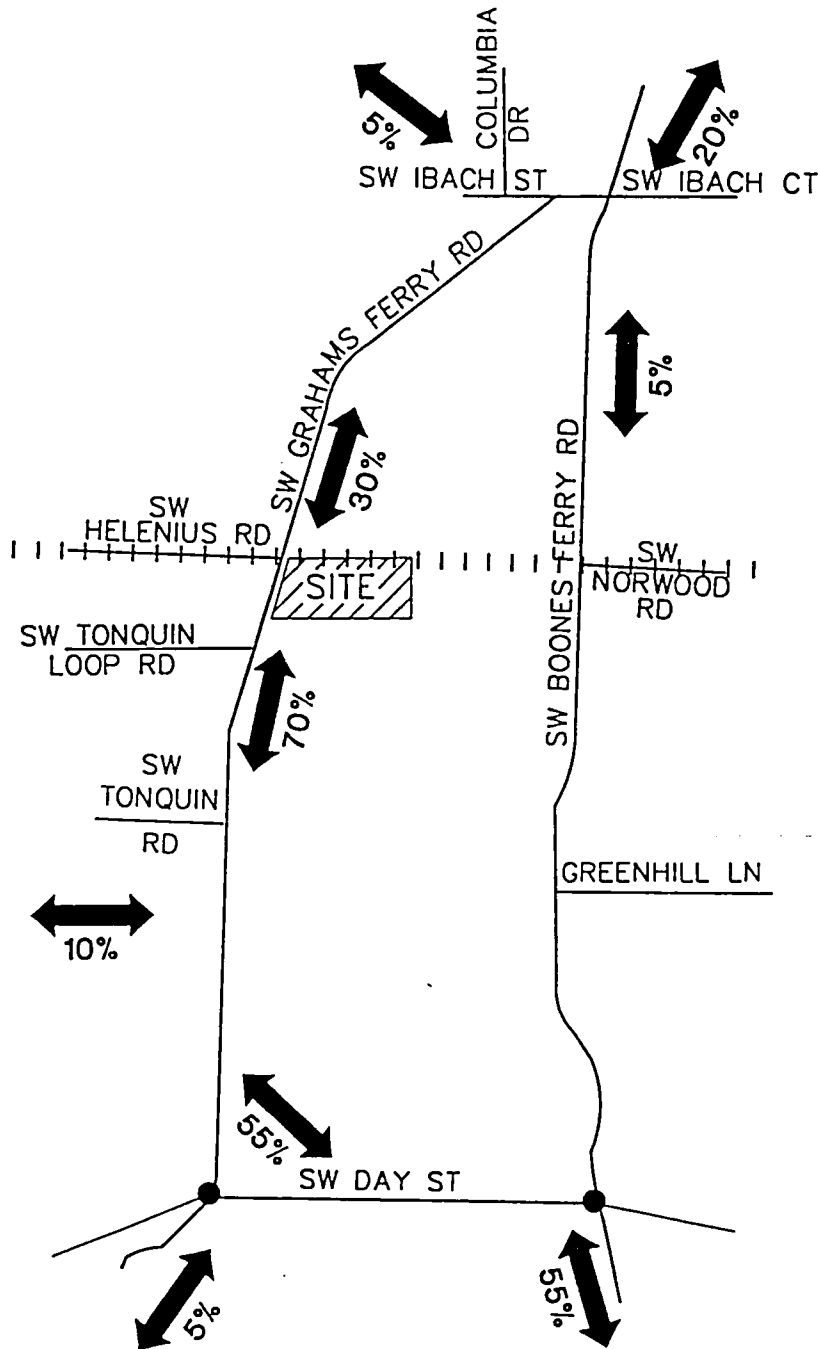 COLUMBIA
DR
5%
20%
SW IBACH ST
SW IBACH CT
SW GRAHAMS FERRY RD
5%
30%
SW BOONES FERRY RD
SW
HELENIUS RD
SITE
SW
NORWOOD
RD
SW TONQUIN
LOOP RD
70%
SW
TONQUIN
RD
GREENHILL LN
10%
55%
SW DAY ST
5%
55%